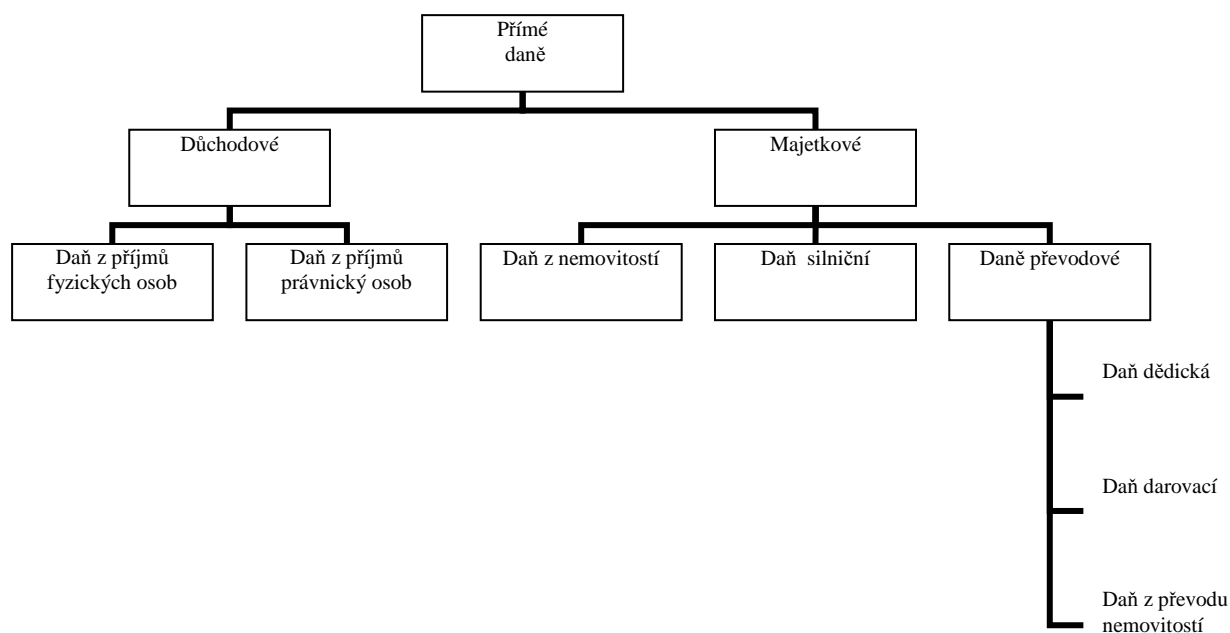 Přímé
daně
Důchodové
Majetkové
Daň z příjmů
fyzických osob
Daň z příjmů
právnický osob
Daň z nemovitostí
Daň silniční
Daně převodové
Daň dědická
Daň darovací
Daň z převodu
nemovitostí